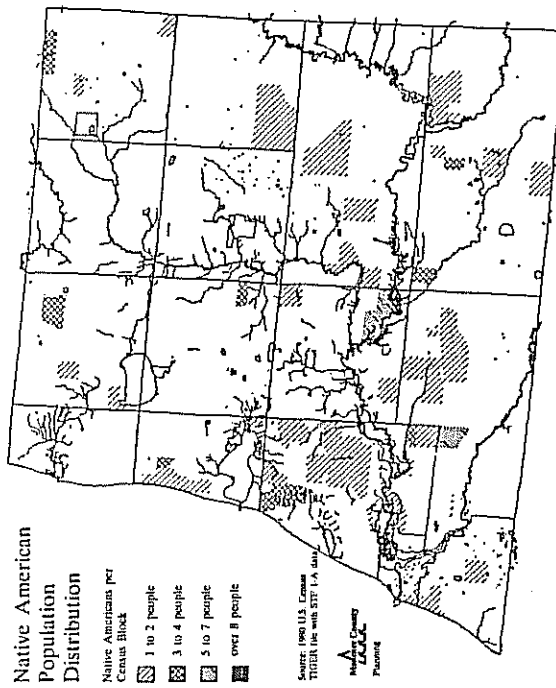 Native American
Population
Distribution
Native Americans per
Census Block
1 to 2 people
3 to 4 people
5 to 7 people
over 8 people
Source: 1990 U.S. Census
TIGER file with STF 1-A data
County
Planning